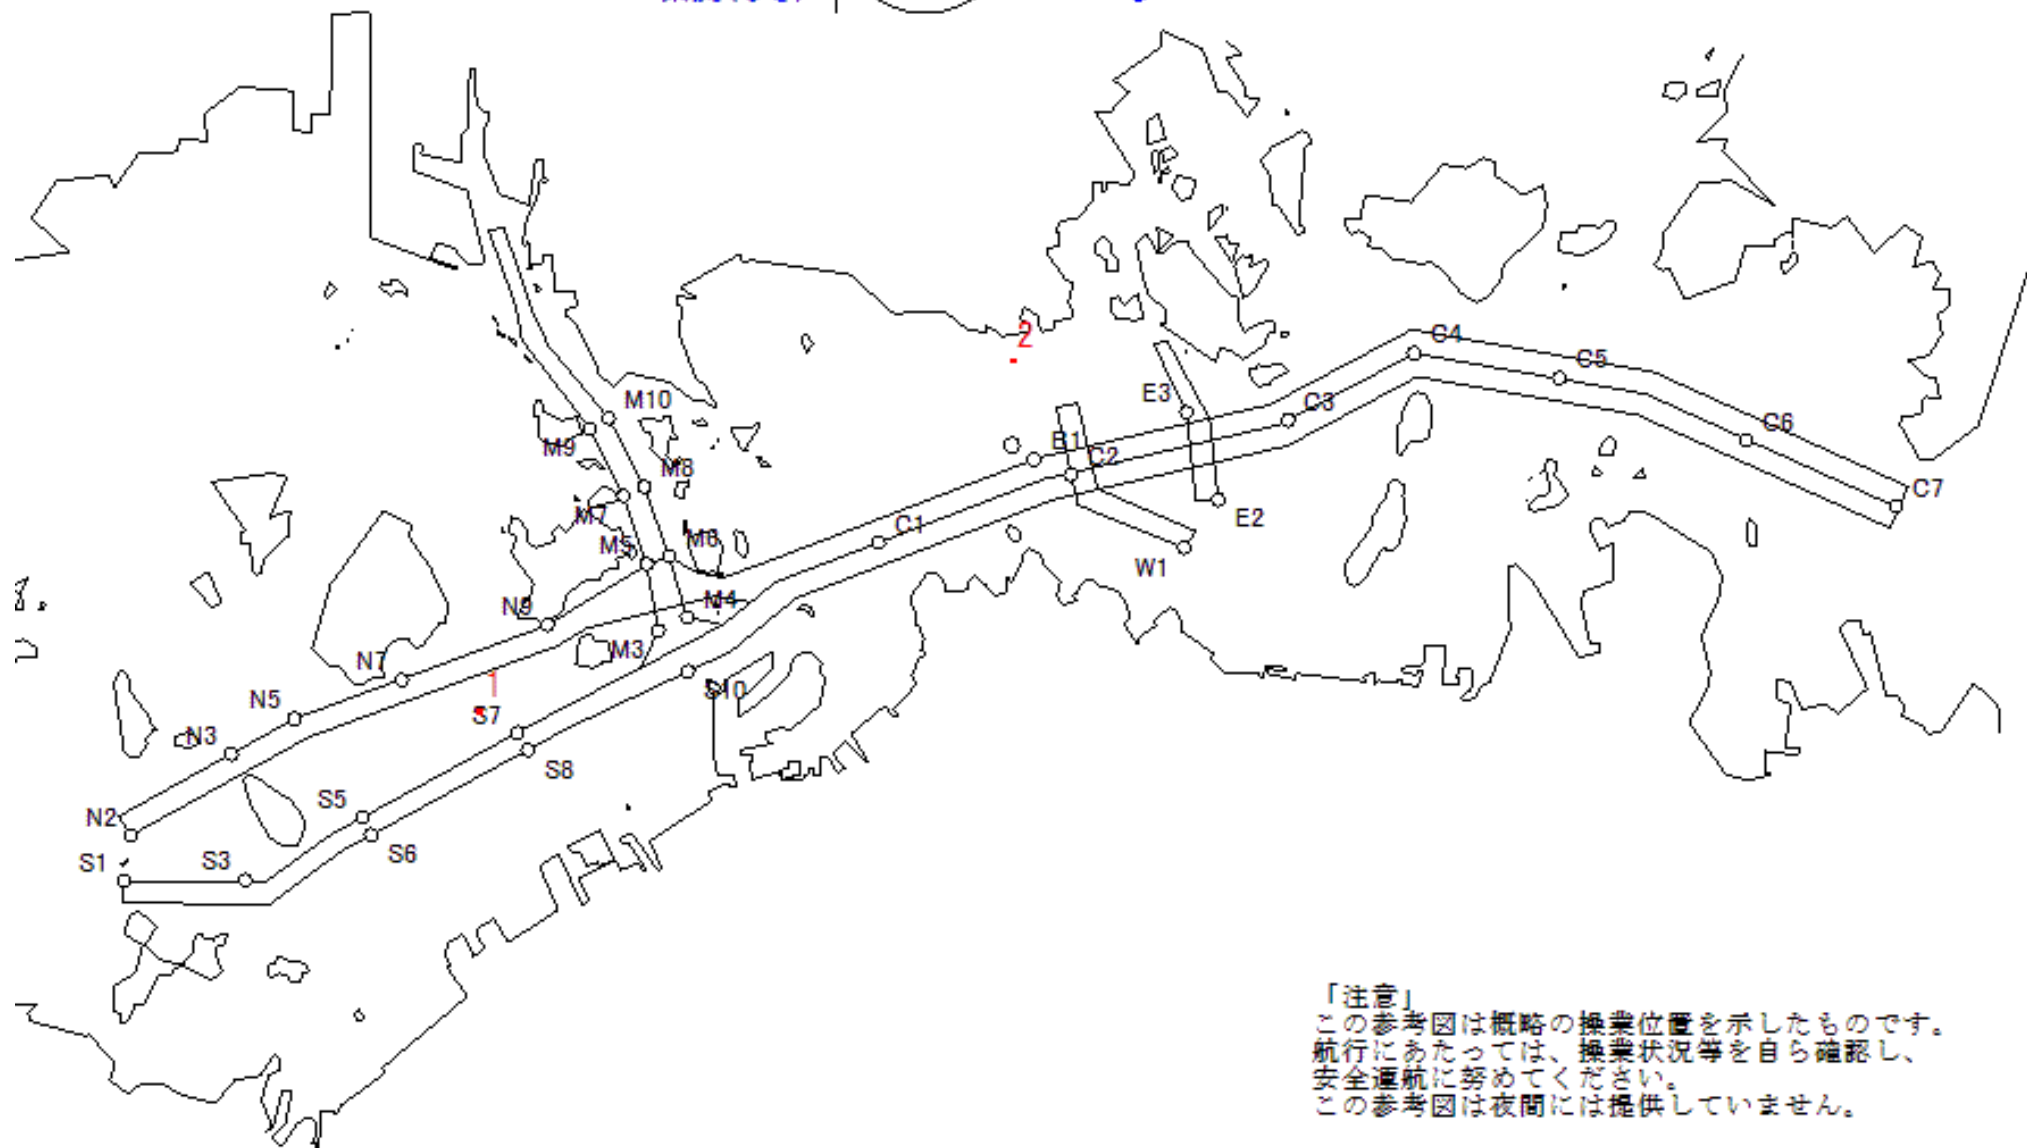 2
C4
C5
E3
M10
C3
C6
M9
B1
C2
M8
C7
M7
E2
C1
M6
M5
W1
M4
N9
M3
N7
1
S10
N5
S7
N3
S8
S5
N2
S6
S1
S3
「注意」
この参考図は概略の操業位置を示したものです。
航行にあたっては、操業状況等を自ら確認し、
安全運航に努めてください。
この参考図は夜間には提供していません。